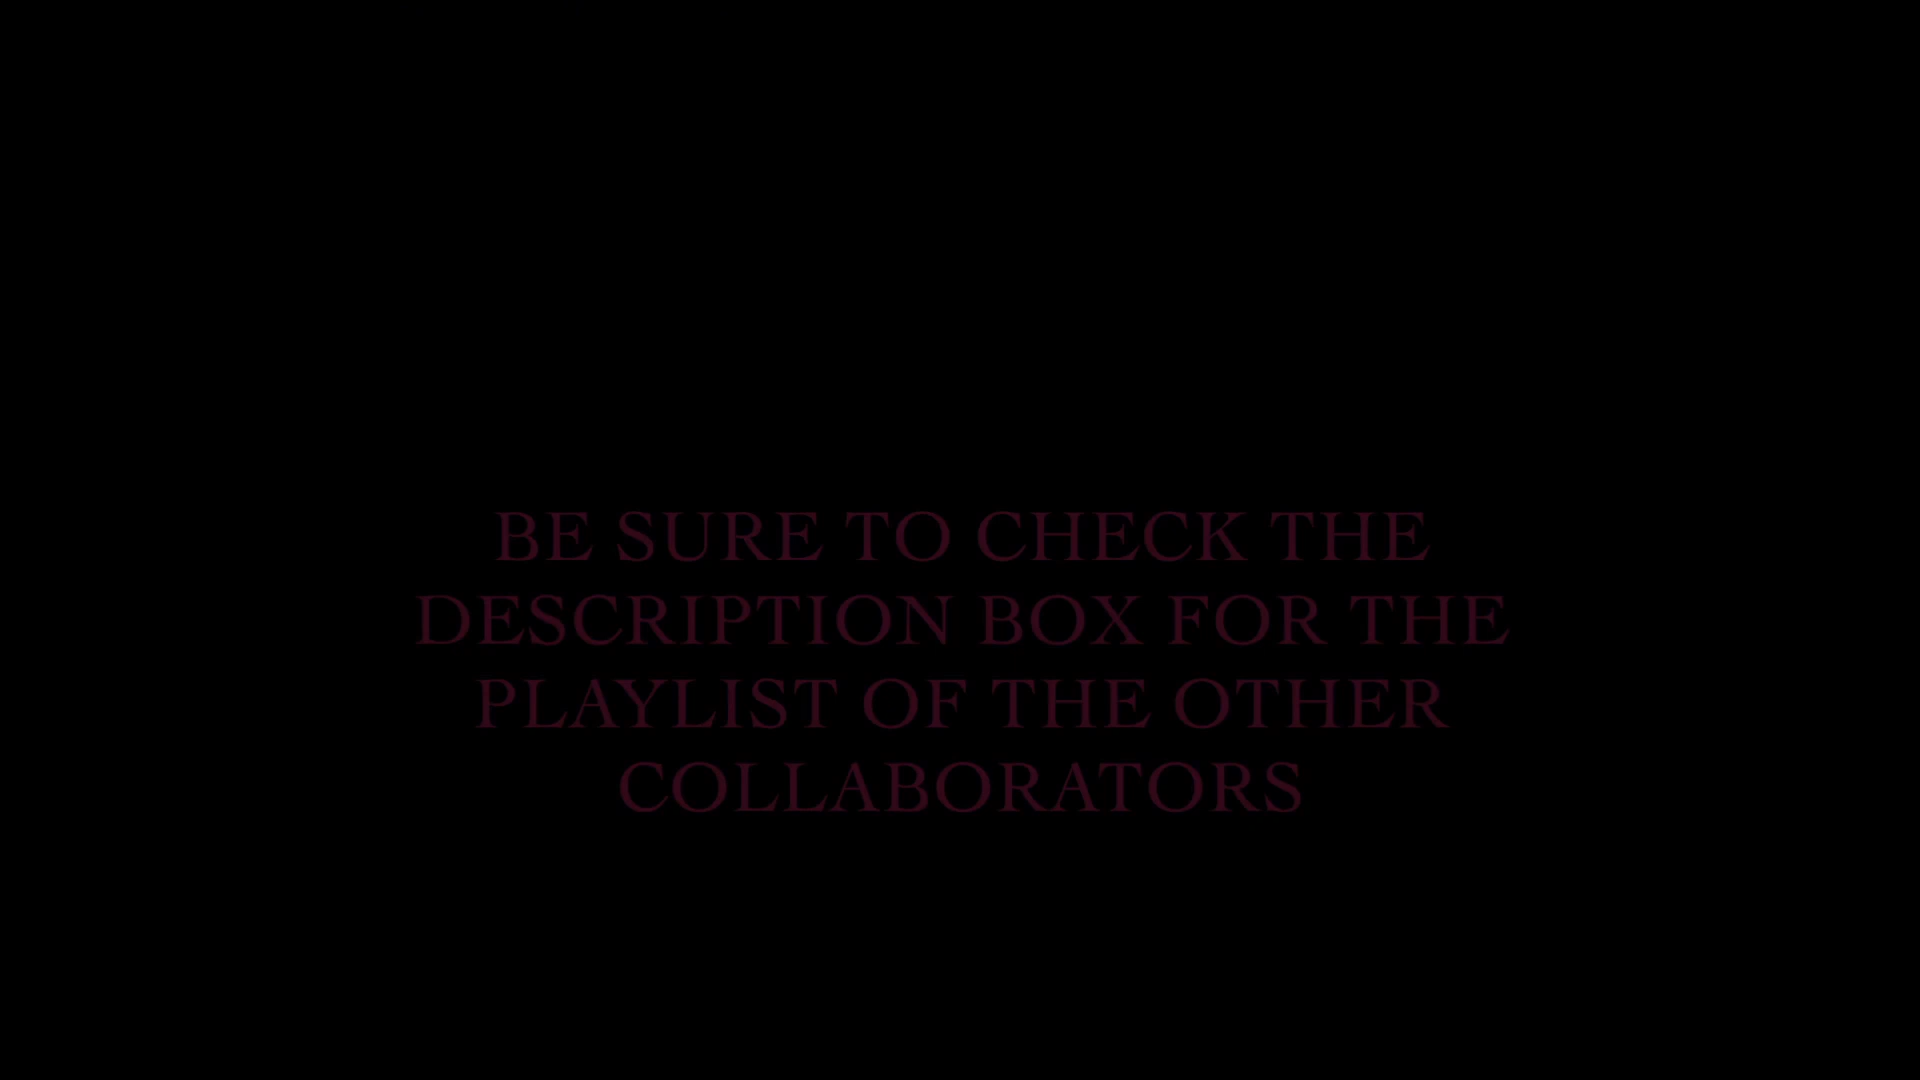 BE SURE TO CHECK THE
DESCRIPTION BOX FOR THE
PLAYLIST OF THE OTHER
COLLABORATORS